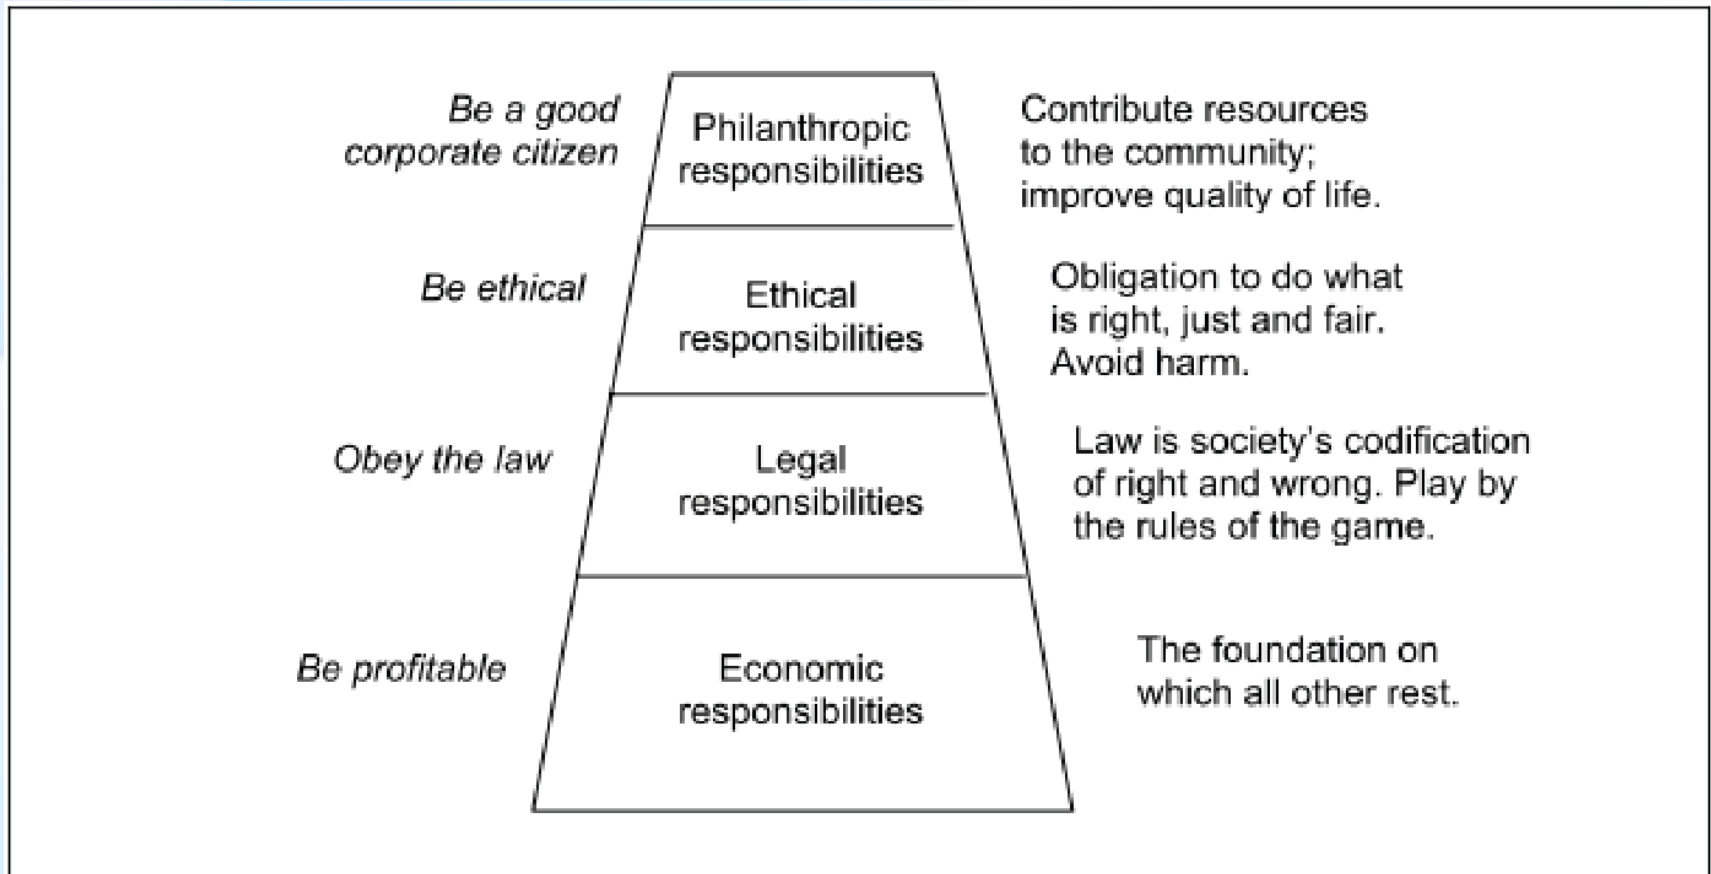 Be a good
corporate citizen
Philanthropic
responsibilities
Contribute resources
to the community;
improve quality of life.
Be ethical
Ethical
responsibilities
Obligation to do what
is right, just and fair.
Avoid harm.
Obey the law
Legal
responsibilities
Law is society's codification
of right and wrong. Play by
the rules of the game.
Be profitable
Economic
responsibilities
The foundation on
which all other rest.